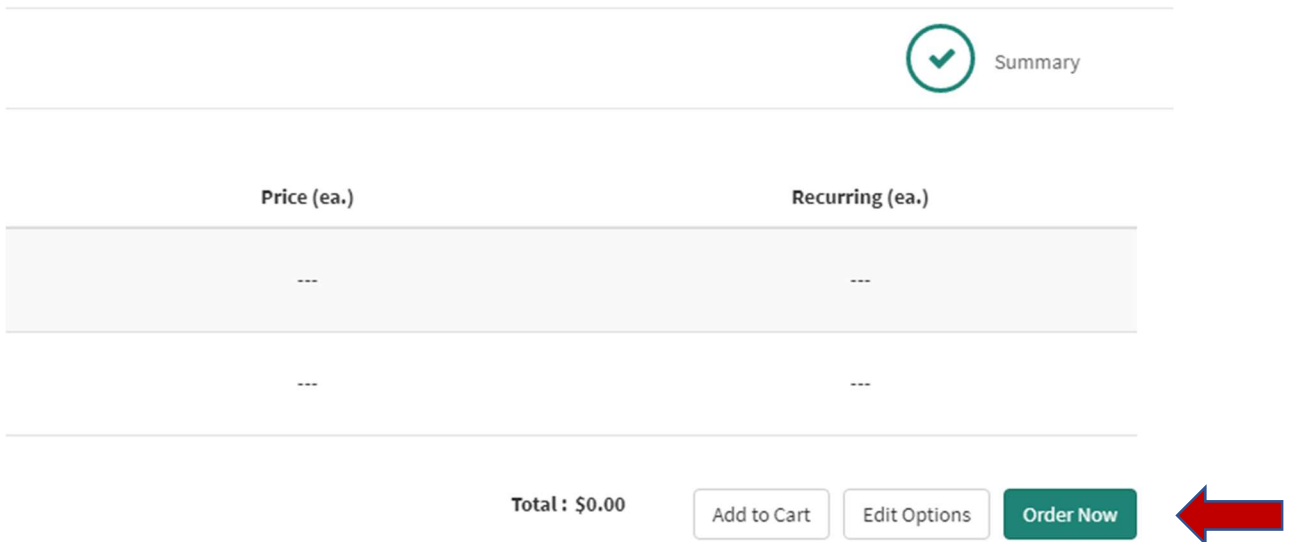 Summary
Price (ea.) Recurring (ea.)
--- ---
--- ---
Total : $0.00 Add to Cart Edit Options Order Now